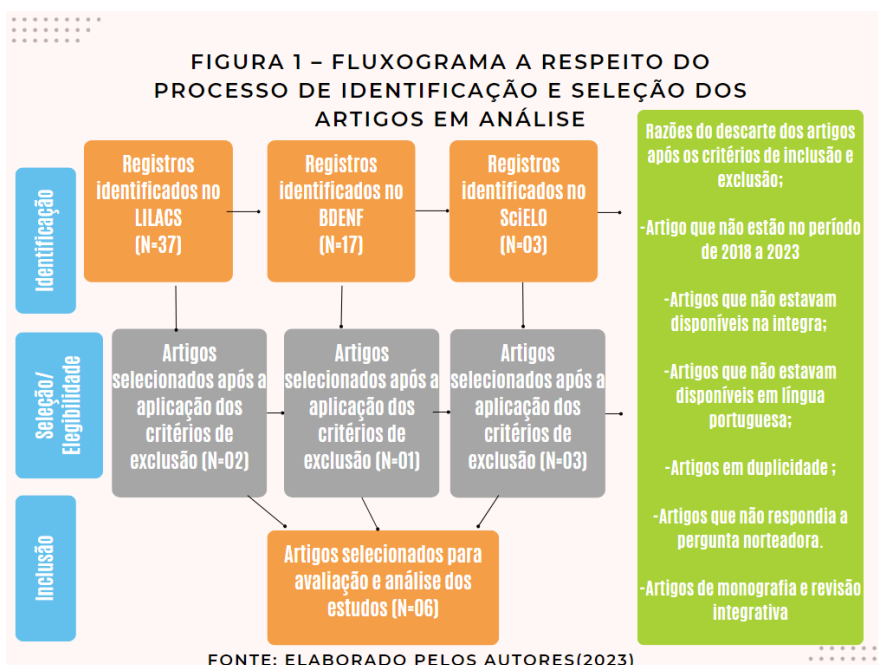 FIGURA 1 – FLUXOGRAMA A RESPEITO DO
PROCESSO DE IDENTIFICAÇÃO E SELEÇÃO DOS
ARTIGOS EM ANÁLISE
Identificação
Registros
identificados no
LILACS
(N=37)
Registros
identificados no
BDENF
(N=17)
Registros
identificados no
SciELO
(N=03)
Seleção/
Elegibilidade
Artigos
selecionados após a
aplicação dos
critérios de
exclusão (N=02)
Artigos
selecionados após a
aplicação dos
critérios de
exclusão (N=01)
Artigos
selecionados após a
aplicação dos
critérios de
exclusão (N=03)
Inclusão
Artigos selecionados para
avaliação e análise dos
estudos (N=06)
Razões do descarte dos artigos
após os critérios de inclusão e
exclusão;
-Artigo que não estão no período
de 2018 a 2023
-Artigos que não estavam
disponíveis na integra;
-Artigos que não estavam
disponíveis em língua
portuguesa;
-Artigos em duplicidade ;
-Artigos que não respondia a
pergunta norteadora.
-Artigos de monografia e revisão
integrativa
FONTE: ELABORADO PELOS AUTORES(2023)